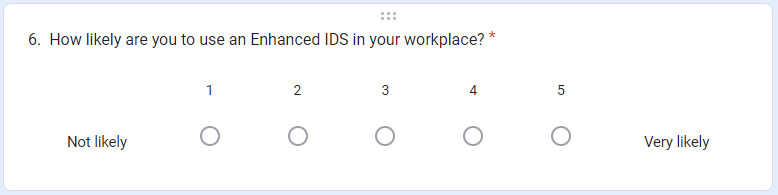 6. How likely are you to use an Enhanced IDS in your workplace? *
1 2 3 4 5
Not likely Very likely